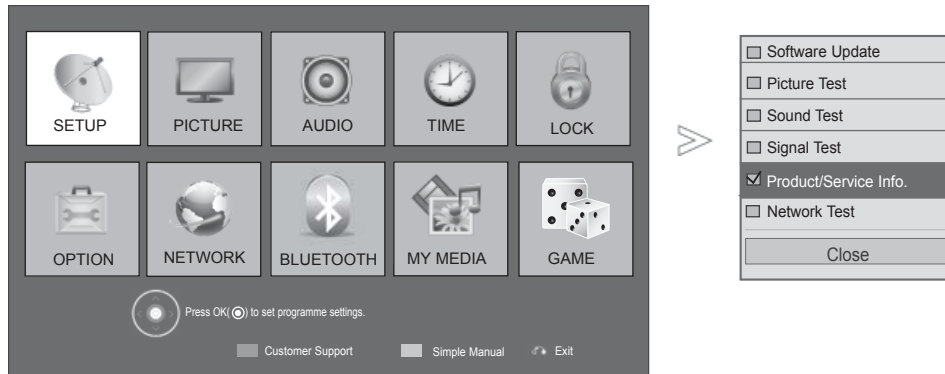 SETUP PICTURE AUDIO TIME LOCK
OPTION NETWORK BLUETOOTH MY MEDIA GAME
Press OK( ) to set programme settings.
Customer Support Simple Manual Exit
Software Update
Picture Test
Sound Test
Signal Test
Product/Service Info.
Network Test
Close